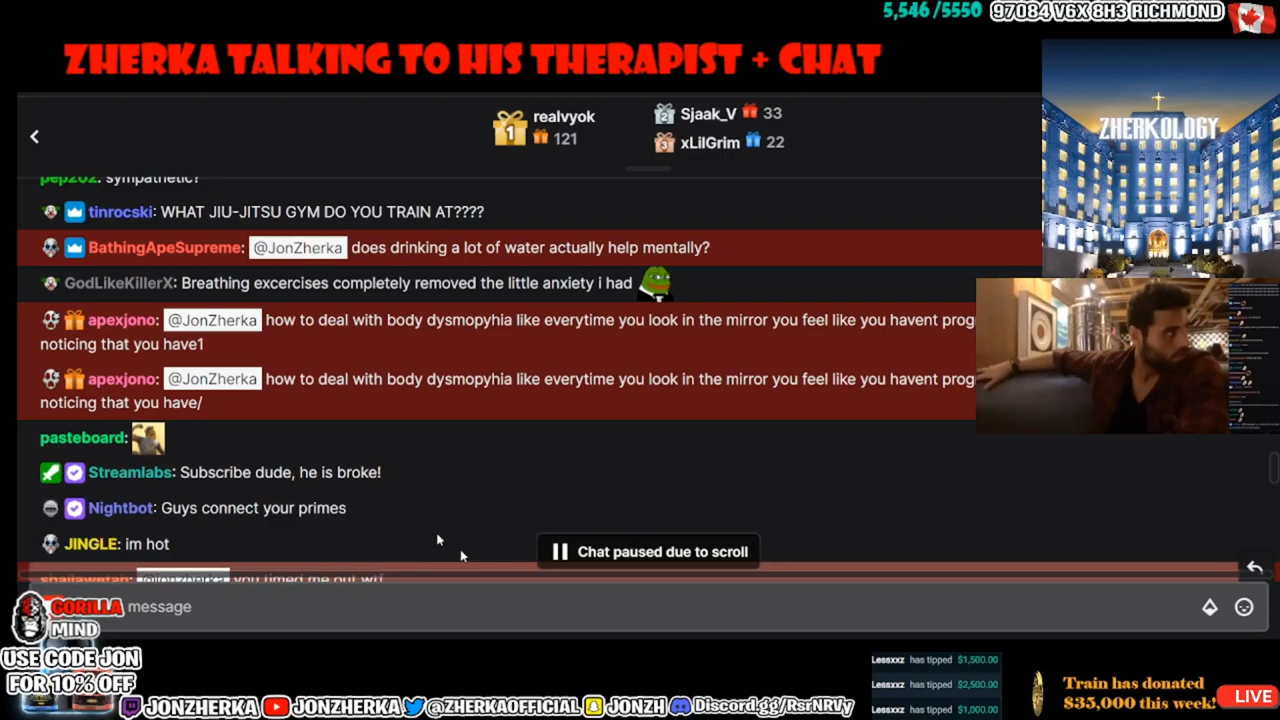 5,546 /5550
97084 V6X 8H3 RICHMOND
ZHERKA TALKING TO HIS THERAPIST + CHAT
ZHERKOLOGY
1
realvyok
121
2
Sjaak_V 33
3
xLilGrim 22
pep202: sympathetic?
tinrocski: WHAT JIU-JITSU GYM DO YOU TRAIN AT????
BathingApeSupreme: @JonZherka does drinking a lot of water actually help mentally?
GodLikeKillerX: Breathing excercises completely removed the little anxiety i had
apexjono: @JonZherka how to deal with body dysmopyhia like everytime you look in the mirror you feel like you havent prog
noticing that you have1
apexjono: @JonZherka how to deal with body dysmopyhia like everytime you look in the mirror you feel like you havent prog
noticing that you have/
pasteboard:
Streamlabs: Subscribe dude, he is broke!
Nightbot: Guys connect your primes
JINGLE: im hot
Chat paused due to scroll
@jonzherka you timed me out wtf
message
GORILLA
MIND
USE CODE JON
FOR 10% OFF
Lessxxz has tipped $1,500.00
Lessxxz has tipped $2,500.00
Lessxxz has tipped $1,000.00
Train has donated
$35,000 this week!
LIVE
JONZHERKA
JONZHERKA
@ZHERKAOFFICIAL
JONZH
Discord.gg/RsrNRVy